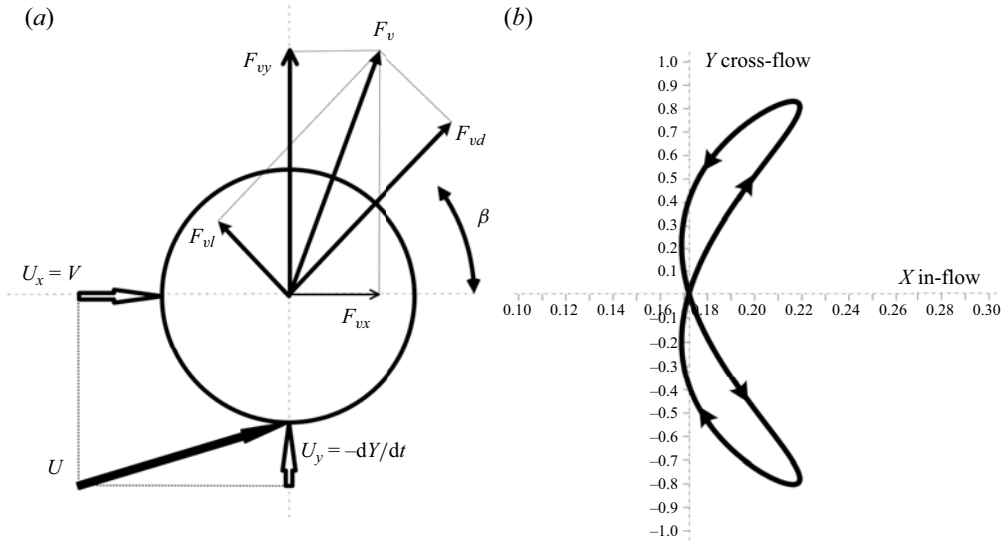 (a)
F_v
F_vy
F_vd
β
F_vl
U_x = V
F_vx
U
U_y = –dY/dt
(b)
Y cross-flow
1.0
0.9
0.8
0.7
0.6
0.5
0.4
0.3
0.2
0.1
X in-flow
0.10 0.12 0.14 0.16 0.18 0.20 0.22 0.24 0.26 0.28 0.30
–0.1
–0.2
–0.3
–0.4
–0.5
–0.6
–0.7
–0.8
–0.9
–1.0